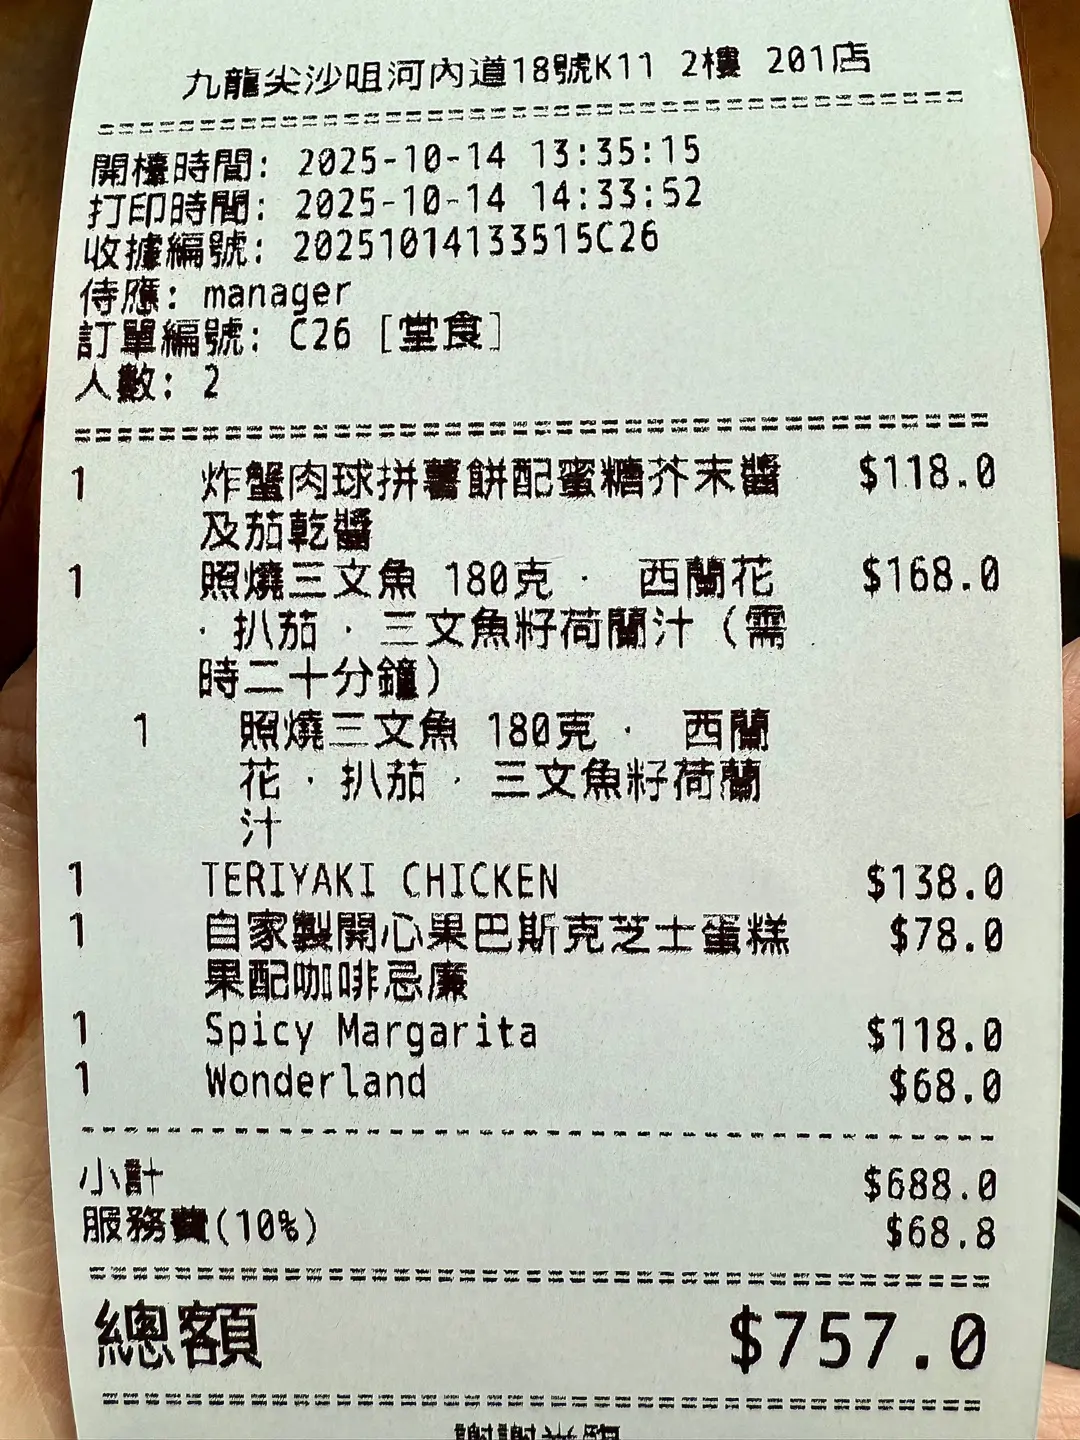 九龍尖沙咀河內道18號K11 2樓 201店
開檯時間: 2025-10-14 13:35:15
打印時間: 2025-10-14 14:33:52
收據編號: 20251014133515C26
侍應: manager
訂單編號: C26 [堂食]
人數: 2
1 炸蟹肉球拼薯餅配蜜糖芥末醬 $118.0
及茄乾醬
1 照燒三文魚 180克 · 西蘭花 $168.0
· 扒茄 · 三文魚籽荷蘭汁 (需
時二十分鐘)
1 照燒三文魚 180克 · 西蘭
花 · 扒茄 · 三文魚籽荷蘭
汁
1 TERIYAKI CHICKEN $138.0
1 自家製開心果巴斯克芝士蛋糕 $78.0
果配咖啡忌廉
1 Spicy Margarita $118.0
1 Wonderland $68.0
小計 $688.0
服務費(10%) $68.8
總額 $757.0